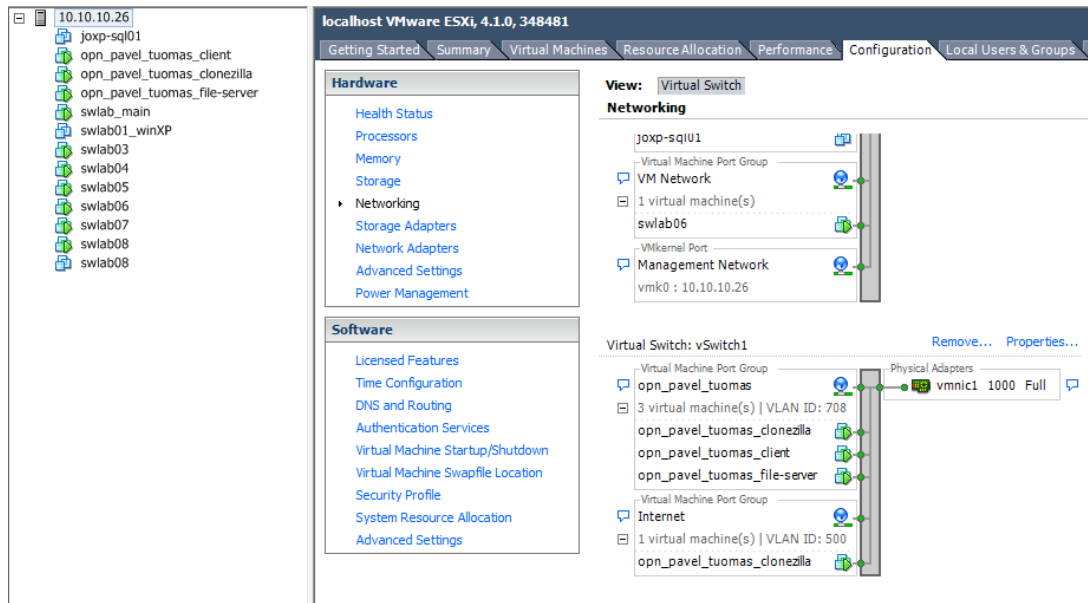 10.10.10.26
joxp-sql01
opn_pavel_tuomas_client
opn_pavel_tuomas_clonezilla
opn_pavel_tuomas_file-server
swlab_main
swlab01_winXP
swlab03
swlab04
swlab05
swlab06
swlab07
swlab08
swlab08
localhost VMware ESXi, 4.1.0, 348481
Getting Started Summary Virtual Machines Resource Allocation Performance Configuration Local Users & Groups
Hardware
Health Status
Processors
Memory
Storage
Networking
Storage Adapters
Network Adapters
Advanced Settings
Power Management
Software
Licensed Features
Time Configuration
DNS and Routing
Authentication Services
Virtual Machine Startup/Shutdown
Virtual Machine Swapfile Location
Security Profile
System Resource Allocation
Advanced Settings
View: Virtual Switch
Networking
joxp-sql01
Virtual Machine Port Group
VM Network
1 virtual machine(s)
swlab06
VMkernel Port
Management Network
vmk0 : 10.10.10.26
Virtual Switch: vSwitch1 Remove... Properties...
Virtual Machine Port Group
opn_pavel_tuomas
3 virtual machine(s) | VLAN ID: 708
opn_pavel_tuomas_clonezilla
opn_pavel_tuomas_client
opn_pavel_tuomas_file-server
Physical Adapters
vmnic1 1000 Full
Virtual Machine Port Group
Internet
1 virtual machine(s) | VLAN ID: 500
opn_pavel_tuomas_clonezilla